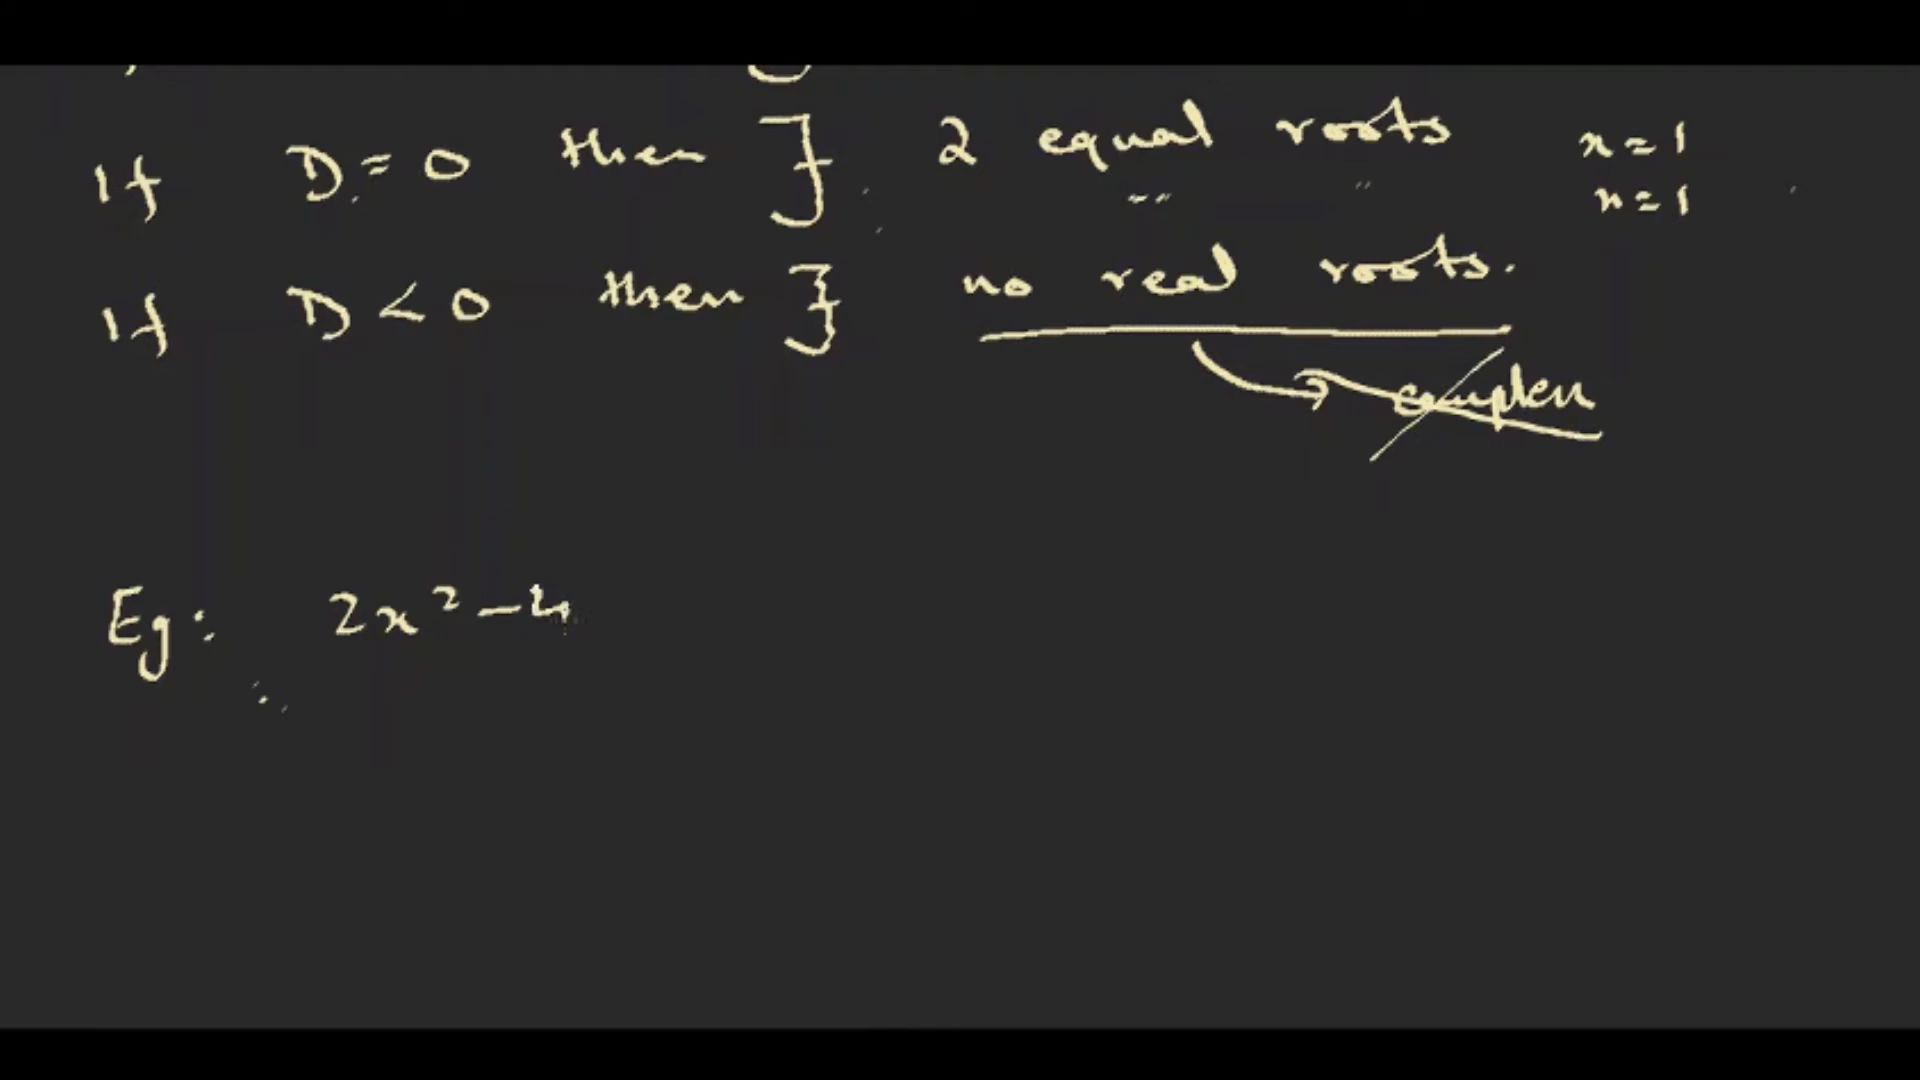 If D = 0 then } 2 equal roots x = 1
" " x = 1
If D < 0 then } no real roots.
complex
Eg: 2x² - 4